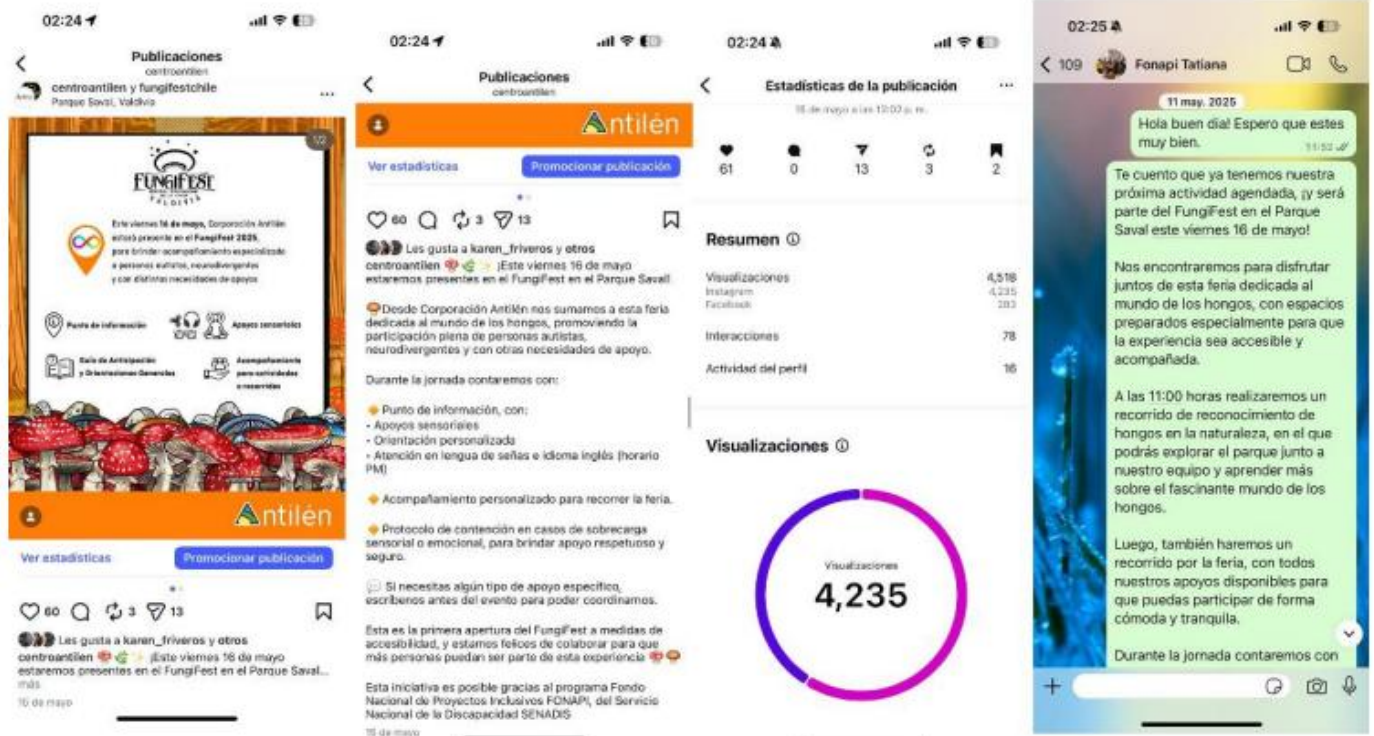 02:24
Publicaciones
centroantilen
centroantilen y fungifestchile
Parque Saval, Valdivia
1/2
FUNGIFEST
VALDIVIA
Este viernes 16 de mayo, Corporación Antilén
estará presente en el FungiFest 2025,
para brindar acompañamiento especializado
a personas autistas, neurodivergentes
y con distintas necesidades de apoyo.
Punto de información
Apoyos sensoriales
Guía de Anticipación
y Orientaciones Generales
Acompañamiento
para actividades
o recorridos
Antilén
Ver estadísticas
Promocionar publicación
60
3
13
Les gusta a karen_friveros y otros
centroantilen ¡Este viernes 16 de mayo
estaremos presentes en el FungiFest en el Parque Saval...
más
16 de mayo
02:24
Publicaciones
centroantilen
Antilén
Ver estadísticas
Promocionar publicación
60
3
13
Les gusta a karen_friveros y otros
centroantilen ¡Este viernes 16 de mayo
estaremos presentes en el FungiFest en el Parque Saval!
Desde Corporación Antilén nos sumamos a esta feria
dedicada al mundo de los hongos, promoviendo la
participación plena de personas autistas,
neurodivergentes y con otras necesidades de apoyo.
Durante la jornada contaremos con:
Punto de información, con:
- Apoyos sensoriales
- Orientación personalizada
- Atención en lengua de señas e idioma inglés (horario
PM)
Acompañamiento personalizado para recorrer la feria.
Protocolo de contención en casos de sobrecarga
sensorial o emocional, para brindar apoyo respetuoso y
seguro.
Si necesitas algún tipo de apoyo específico,
escríbenos antes del evento para poder coordinarnos.
Esta es la primera apertura del FungiFest a medidas de
accesibilidad, y estamos felices de colaborar para que
más personas puedan ser parte de esta experiencia
Esta iniciativa es posible gracias al programa Fondo
Nacional de Proyectos Inclusivos FONAPI, del Servicio
Nacional de la Discapacidad SENADIS
02:24
Estadísticas de la publicación
de mayo a las p. m.
61
0
13
3
2
Resumen
Visualizaciones
4,518
Instagram
4,235
Facebook
283
Interacciones
78
Actividad del perfil
16
Visualizaciones
Visualizaciones
4,235
02:25
109
Fonapi Tatiana
11 may. 2025
Hola buen dia! Espero que estes
muy bien.
Te cuento que ya tenemos nuestra
próxima actividad agendada, ¡y será
parte del FungiFest en el Parque
Saval este viernes 16 de mayo!
Nos encontraremos para disfrutar
juntos de esta feria dedicada al
mundo de los hongos, con espacios
preparados especialmente para que
la experiencia sea accesible y
acompañada.
A las 11:00 horas realizaremos un
recorrido de reconocimiento de
hongos en la naturaleza, en el que
podrás explorar el parque junto a
nuestro equipo y aprender más
sobre el fascinante mundo de los
hongos.
Luego, también haremos un
recorrido por la feria, con todos
nuestros apoyos disponibles para
que puedas participar de forma
cómoda y tranquila.
Durante la jornada contaremos con